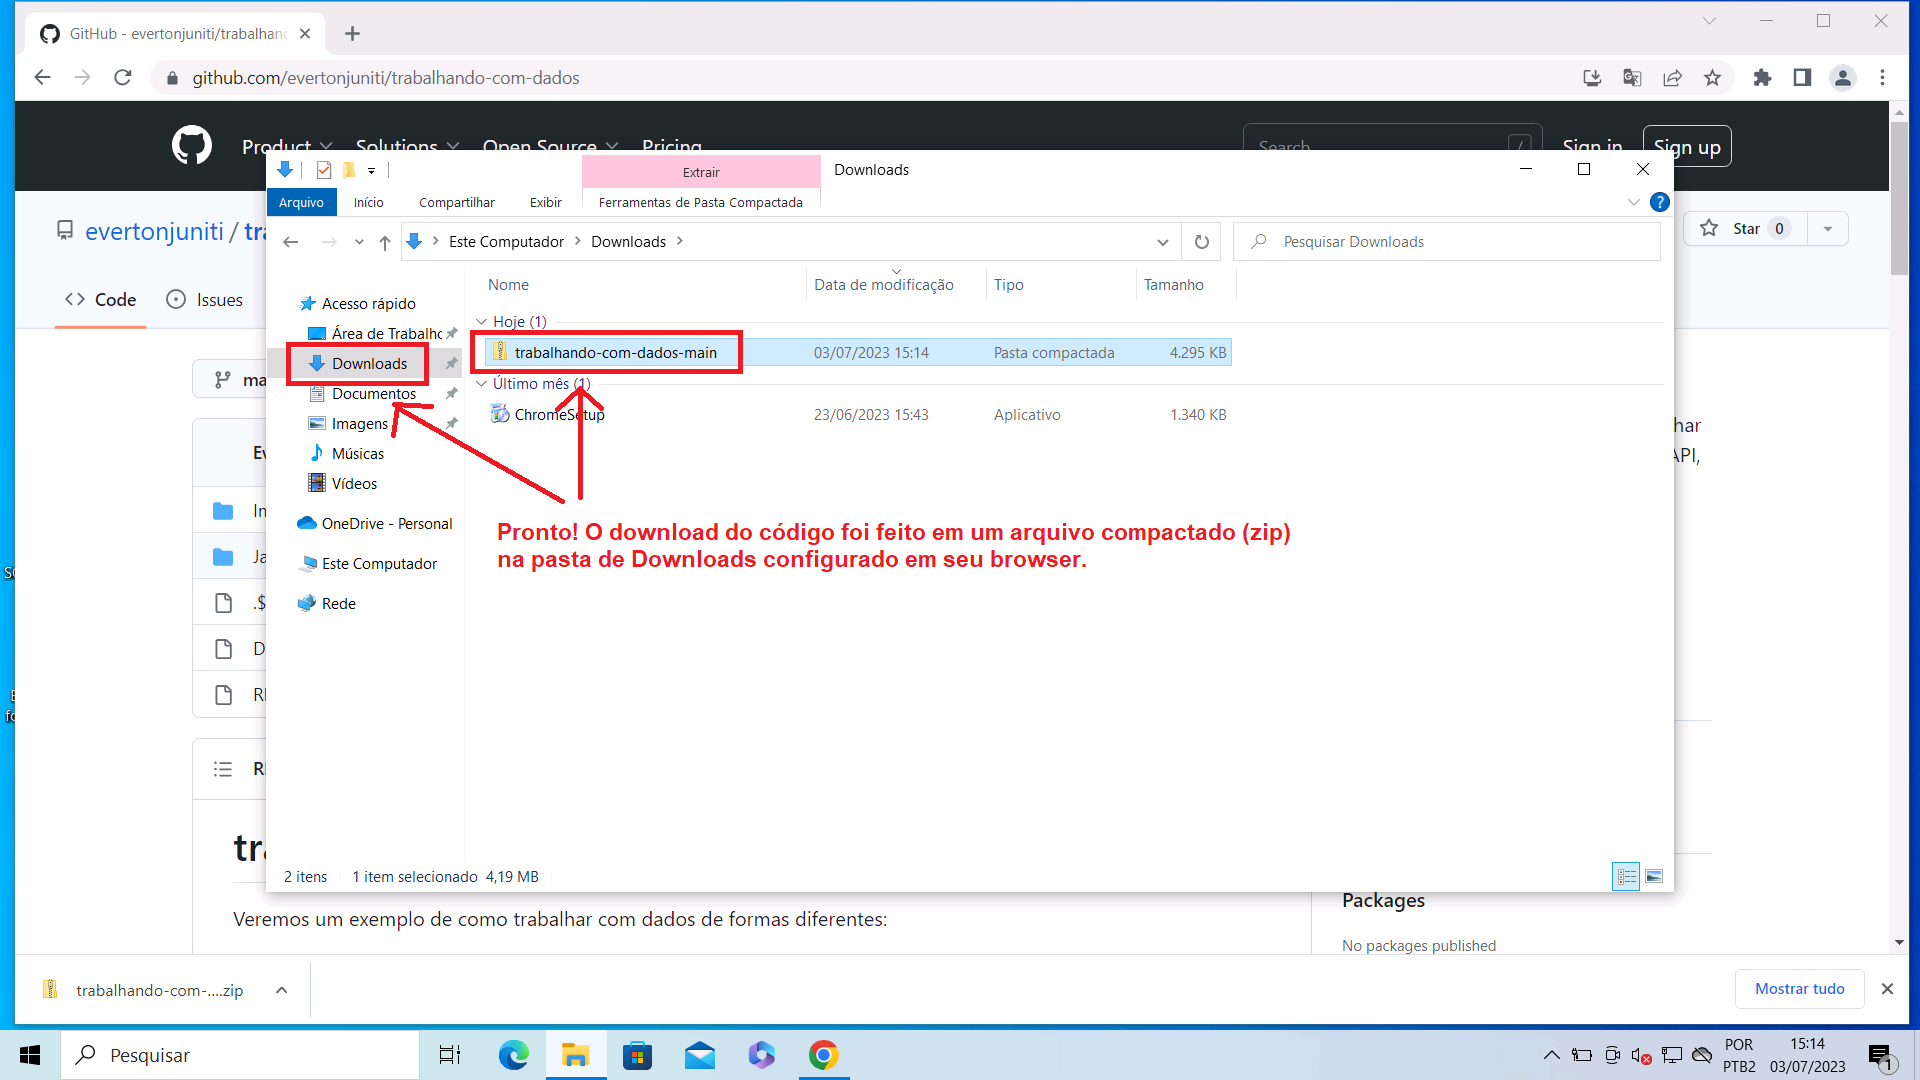 GitHub - evertonjuniti/trabalhand
github.com/evertonjuniti/trabalhando-com-dados
Product
Solutions
Open Source
Pricing
Search
/
Sign in
Sign up
Extrair
Downloads
Arquivo
Início
Compartilhar
Exibir
Ferramentas de Pasta Compactada
evertonjuniti / tra
Star 0
Este Computador
Downloads
Pesquisar Downloads
Nome
Data de modificação
Tipo
Tamanho
Code
Issues
Acesso rápido
Área de Trabalho
Downloads
Documentos
Imagens
Músicas
Vídeos
OneDrive - Personal
Este Computador
Rede
Hoje (1)
trabalhando-com-dados-main 03/07/2023 15:14 Pasta compactada 4.295 KB
Último mês (1)
ChromeSetup 23/06/2023 15:43 Aplicativo 1.340 KB
Pronto! O download do código foi feito em um arquivo compactado (zip)
na pasta de Downloads configurado em seu browser.
ma
Ev
In
Ja
.$
D
har
API,
2 itens
1 item selecionado 4,19 MB
tra
Veremos um exemplo de como trabalhar com dados de formas diferentes:
Packages
No packages published
trabalhando-com-....zip
Mostrar tudo
Pesquisar
POR
PTB2
15:14
03/07/2023
1